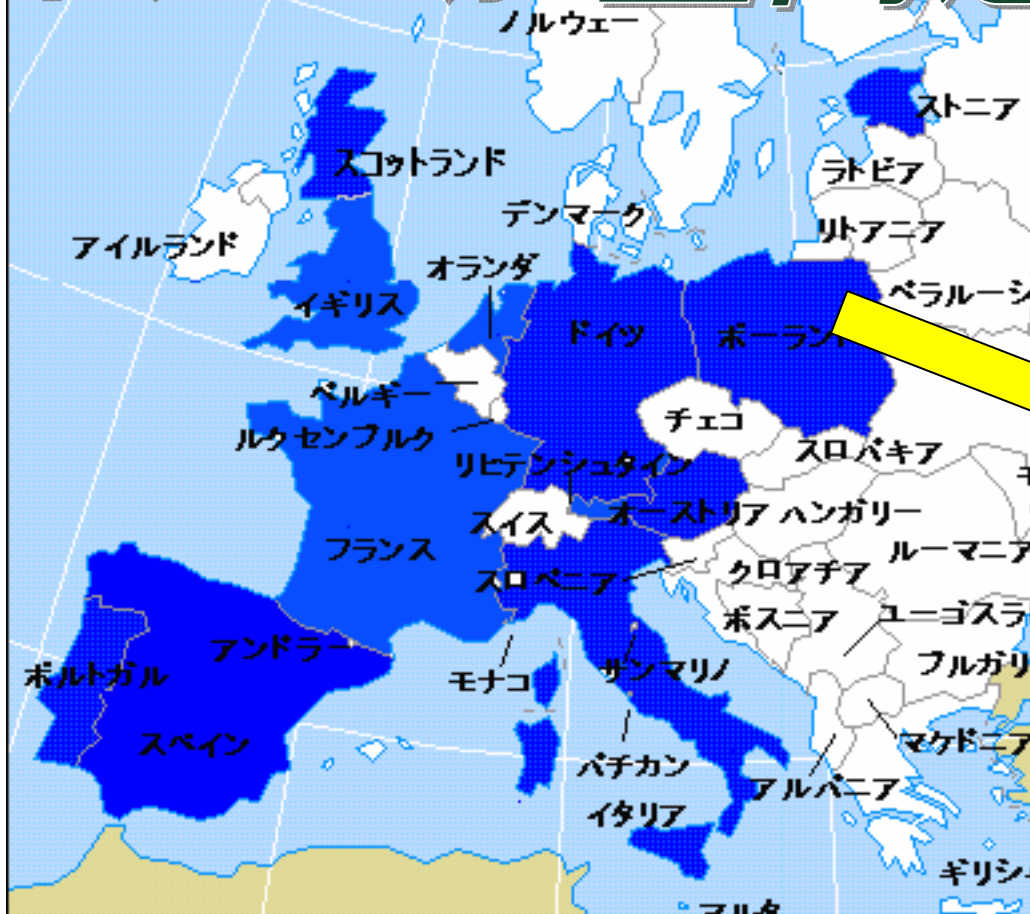 ノルウェー
ストニア
スコットランド
ラトビア
デンマーク
リトアニア
アイルランド
オランダ
ベラルーシ
イギリス
ドイツ
ポーランド
ベルギー
チェコ
ルクセンブルク
スロバキア
リヒテンシュタイン
スイス
オーストリア
ハンガリー
フランス
ルーマニア
スロベニア
クロアチア
ボスニア
ユーゴスラ
アンドラ
ブルガリ
ポルトガル
モナコ
サンマリノ
スペイン
マケドニア
バチカン
アルバニア
イタリア
ギリシ
マルタ